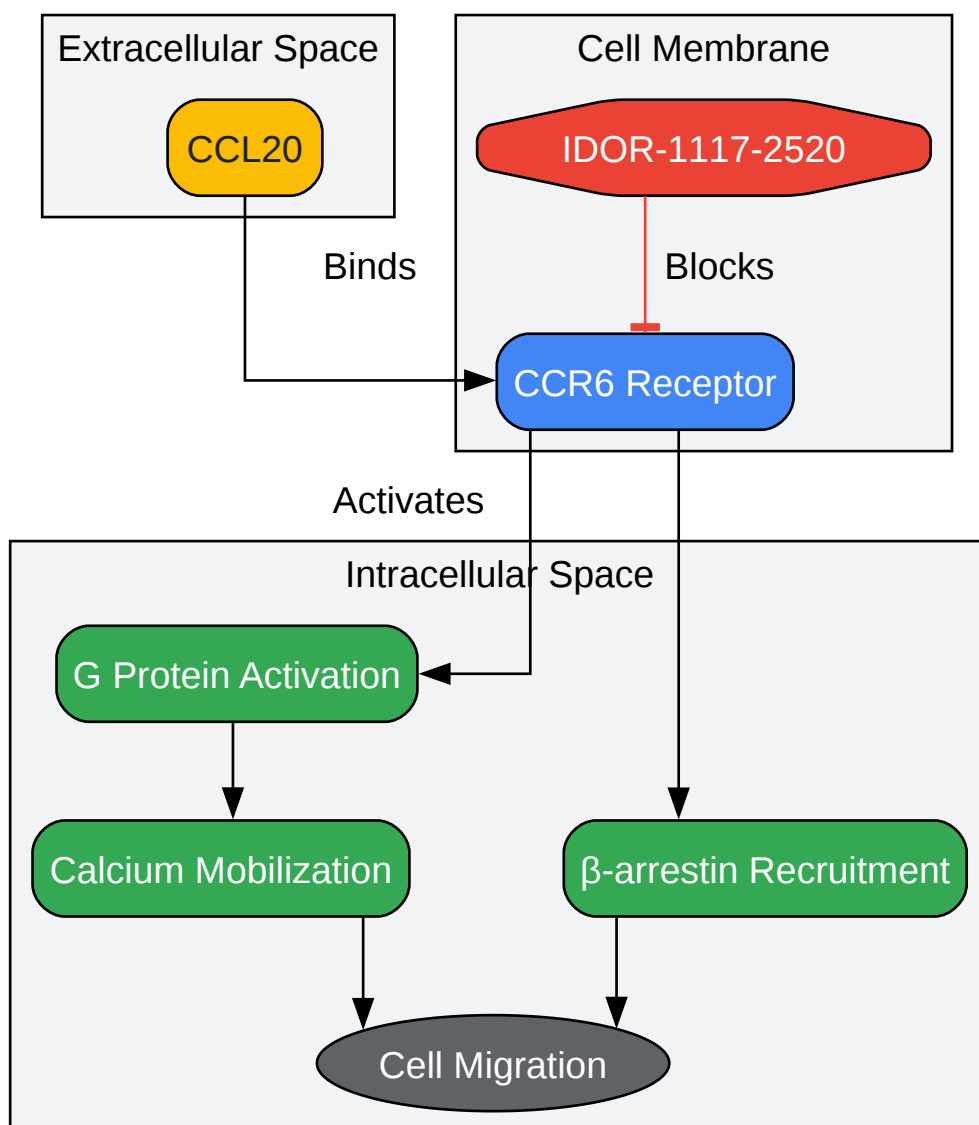 Extracellular Space
Cell Membrane
CCL20
IDOR-1117-2520
Binds
Blocks
CCR6 Receptor
Activates
Intracellular Space
G Protein Activation
Calcium Mobilization
β-arrestin Recruitment
Cell Migration